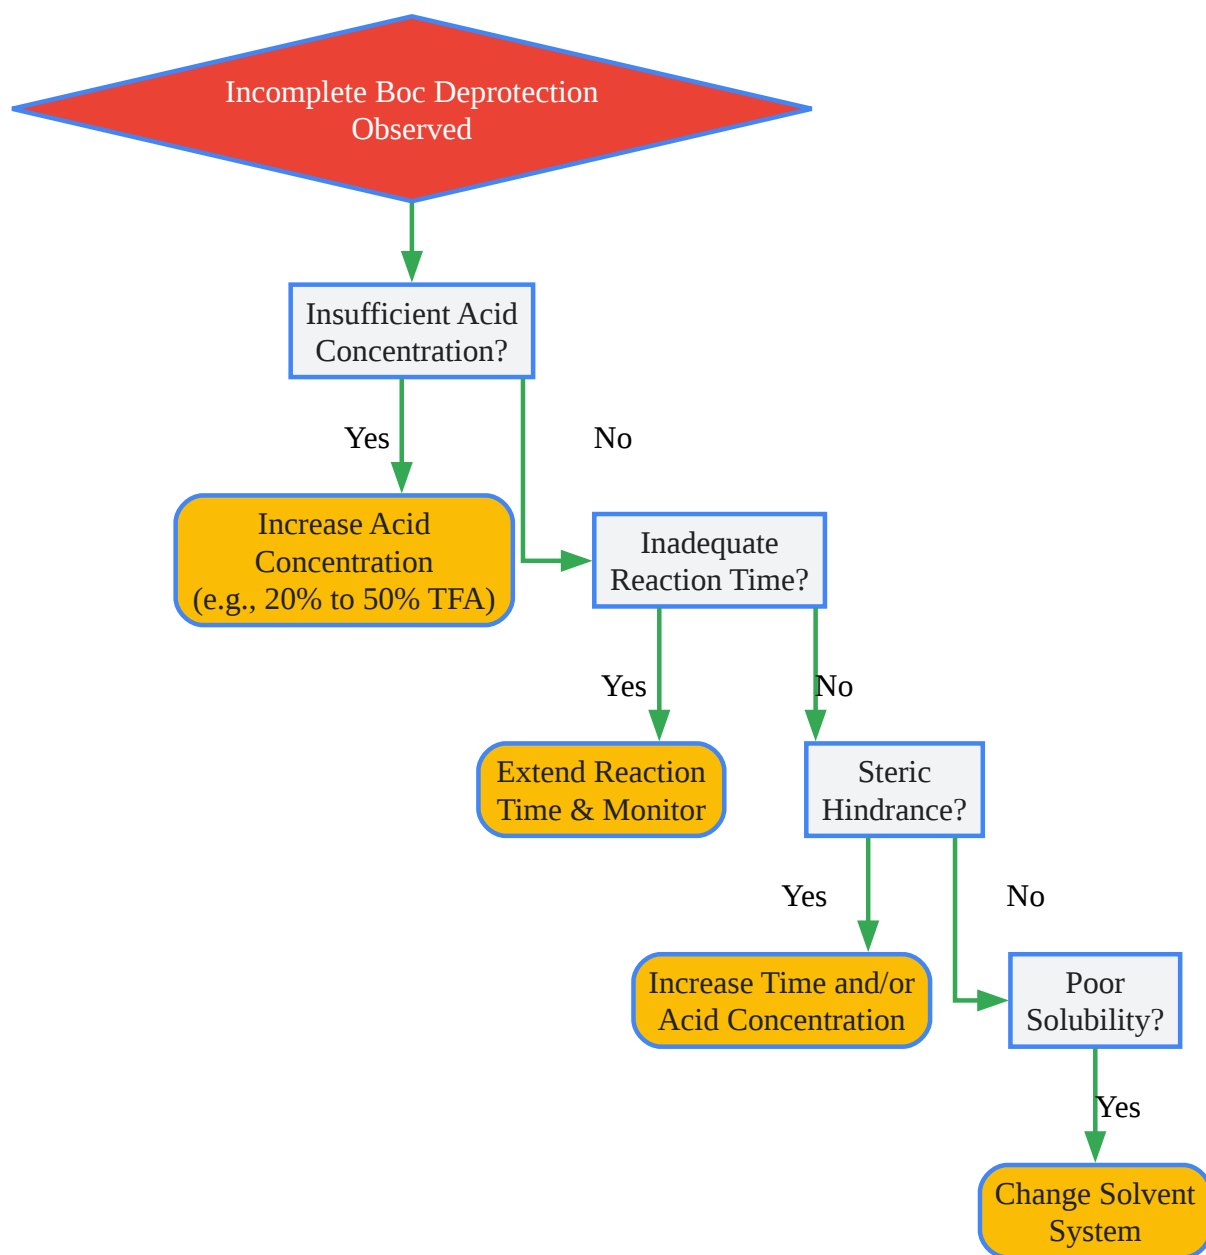 Incomplete Boc Deprotection
Observed
Insufficient Acid
Concentration?
Yes
No
Increase Acid
Concentration
(e.g., 20% to 50% TFA)
Inadequate
Reaction Time?
Yes
No
Extend Reaction
Time & Monitor
Steric
Hindrance?
Yes
No
Increase Time and/or
Acid Concentration
Poor
Solubility?
Yes
Change Solvent
System